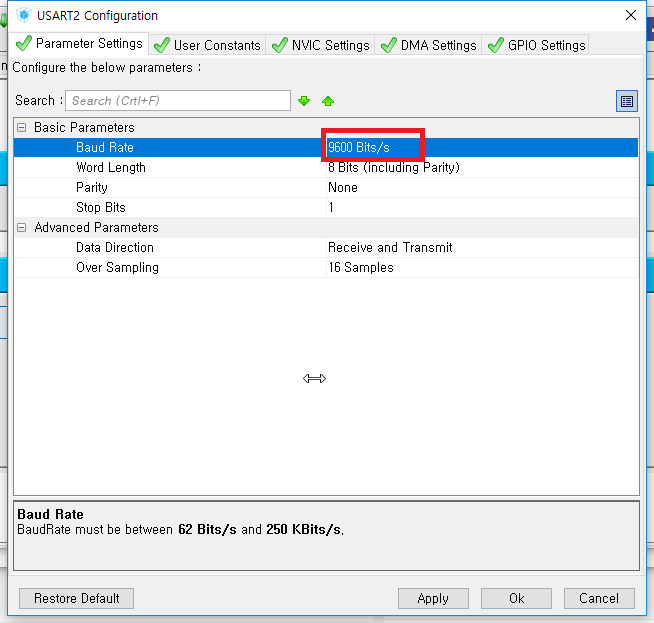 USART2 Configuration
Parameter Settings User Constants NVIC Settings DMA Settings GPIO Settings
Configure the below parameters :
Search : Search (Crtl+F)
Basic Parameters
Baud Rate 9600 Bits/s
Word Length 8 Bits (including Parity)
Parity None
Stop Bits 1
Advanced Parameters
Data Direction Receive and Transmit
Over Sampling 16 Samples
Baud Rate
BaudRate must be between 62 Bits/s and 250 KBits/s.
Restore Default Apply Ok Cancel